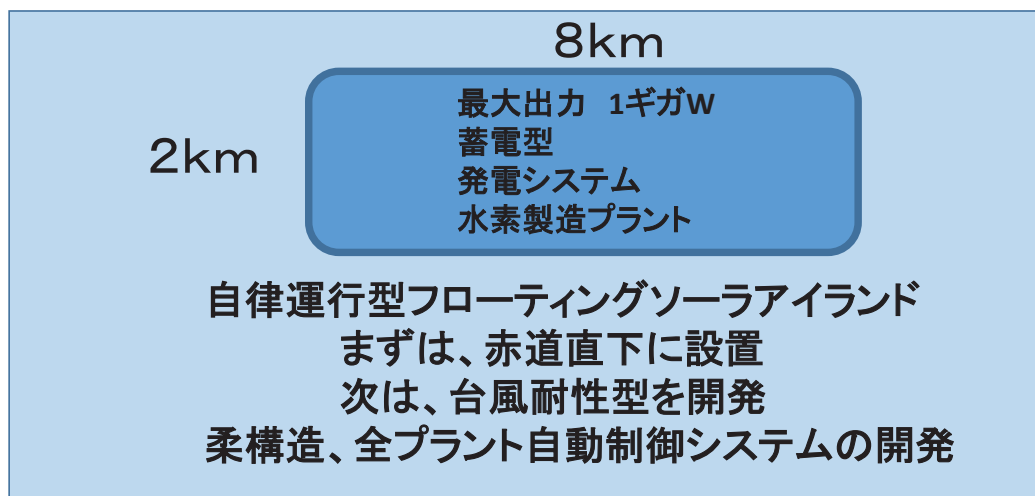 8km
2km
最大出力　1ギガW
蓄電型
発電システム
水素製造プラント
自律運行型フローティングソーラアイランド
まずは、赤道直下に設置
次は、台風耐性型を開発
柔構造、全プラント自動制御システムの開発